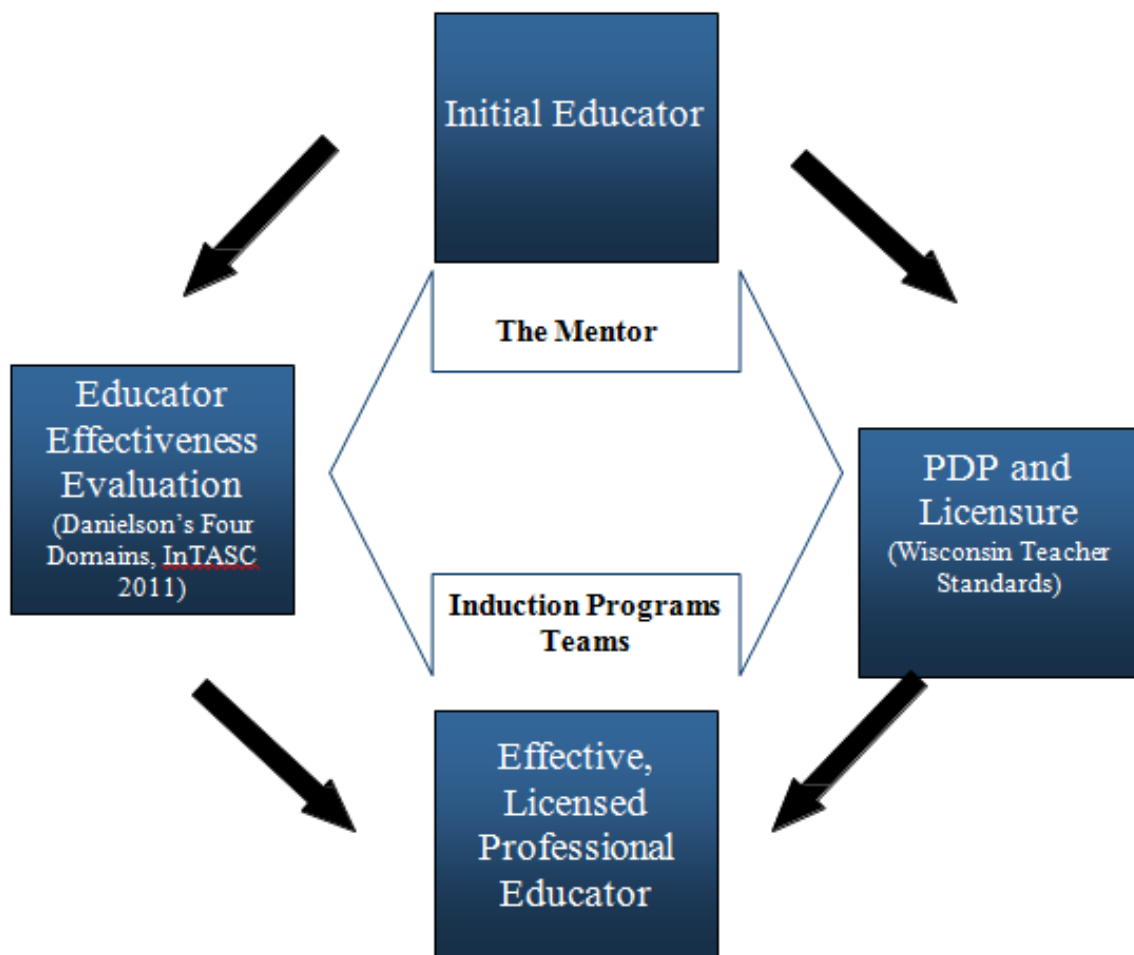 Initial Educator
The Mentor
Educator
Effectiveness
Evaluation
(Danielson’s Four
Domains, InTASC
2011)
PDP and
Licensure
(Wisconsin Teacher
Standards)
Induction Programs
Teams
Effective,
Licensed
Professional
Educator